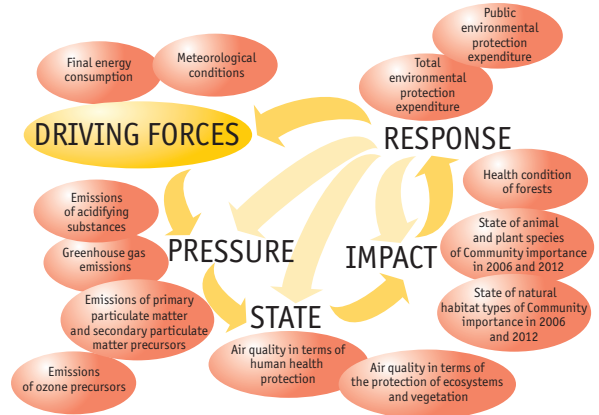 Public
environmental
protection
expenditure
Final energy
consumption
Meteorological
conditions
Total
environmental
protection
expenditure
DRIVING FORCES
RESPONSE
Health condition
of forests
Emissions
of acidifying
substances
State of animal
and plant species
of Community importance
in 2006 and 2012
Greenhouse gas
emissions
PRESSURE
IMPACT
State of natural
habitat types of Community
importance in 2006
and 2012
Emissions of primary
particulate matter
and secondary particulate
matter precursors
STATE
Air quality in terms of
human health
protection
Emissions
of ozone precursors
Air quality in terms of
the protection of ecosystems
and vegetation